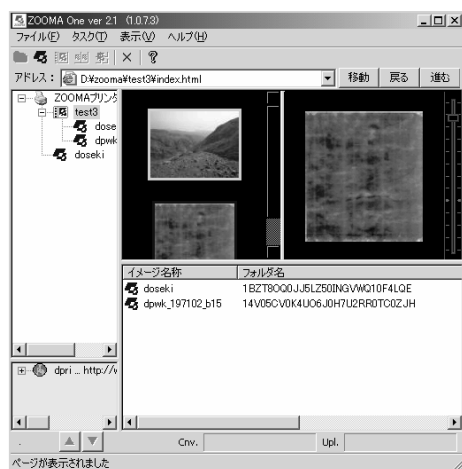 ZOOMA One ver 2.1 (1.0.7.3)
ファイル(F) タスク(T) 表示(V) ヘルプ(H)
アドレス: D:¥zooma¥test3¥index.html 移動 戻る 進む
ZOOMAプリンタ
test3
dose
dpwk
doseki
イメージ名称 フォルダ名
doseki 1BZT8OQ0JJ5LZ50INGVWQ10F4LQE
dpwk_197102_b15 14V05CV0K4UO6J0H7U2RR0TC0ZJH
dpri ... http://w
Cnv. Upl.
ページが表示されました